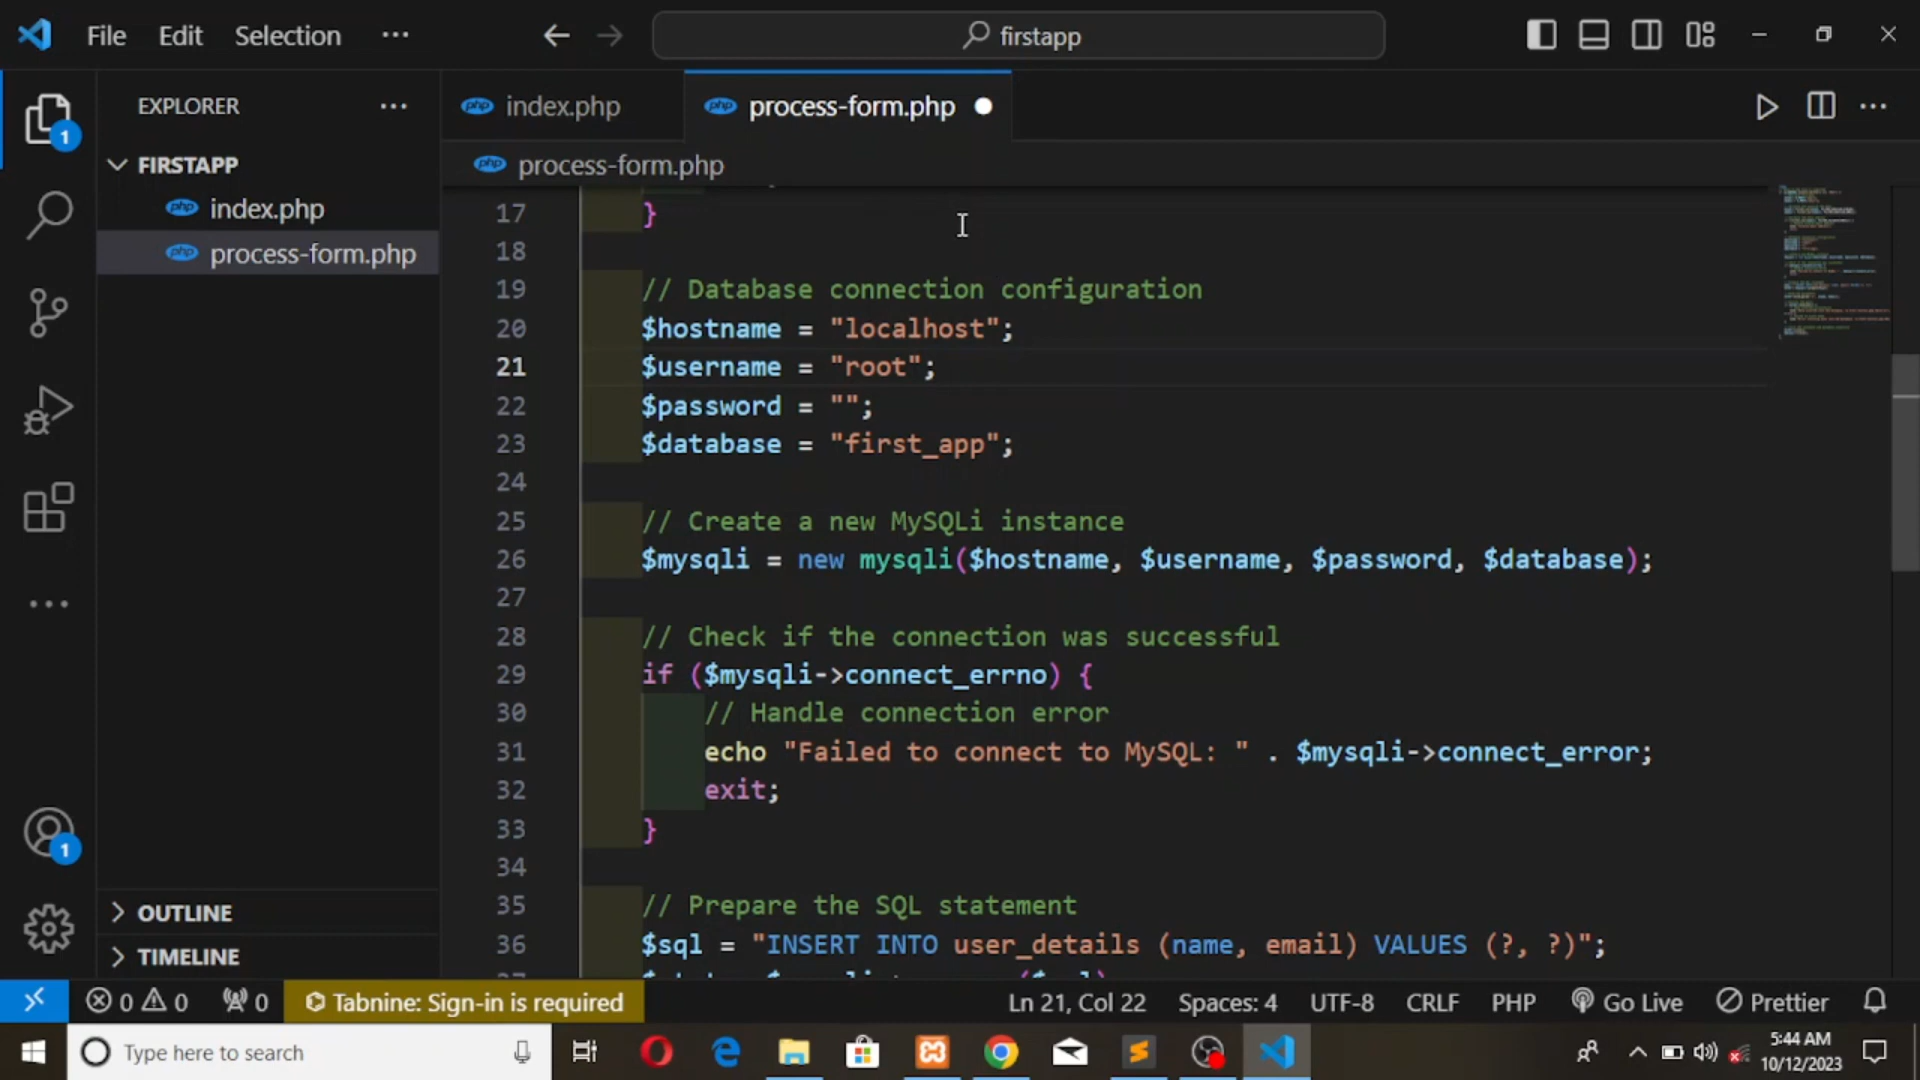 File Edit Selection ··· firstapp
EXPLORER ···
index.php
process-form.php
process-form.php
1
FIRSTAPP
index.php
process-form.php
17 }
18
19 // Database connection configuration
20 $hostname = "localhost";
21 $username = "root";
22 $password = "";
23 $database = "first_app";
24
25 // Create a new MySQLi instance
26 $mysqli = new mysqli($hostname, $username, $password, $database);
27
28 // Check if the connection was successful
29 if ($mysqli->connect_errno) {
30 // Handle connection error
31 echo "Failed to connect to MySQL: " . $mysqli->connect_error;
32 exit;
33 }
34
35 // Prepare the SQL statement
36 $sql = "INSERT INTO user_details (name, email) VALUES (?, ?)";
1
OUTLINE
TIMELINE
0 0 0 Tabnine: Sign-in is required Ln 21, Col 22 Spaces: 4 UTF-8 CRLF PHP Go Live Prettier
Type here to search
5:44 AM
10/12/2023